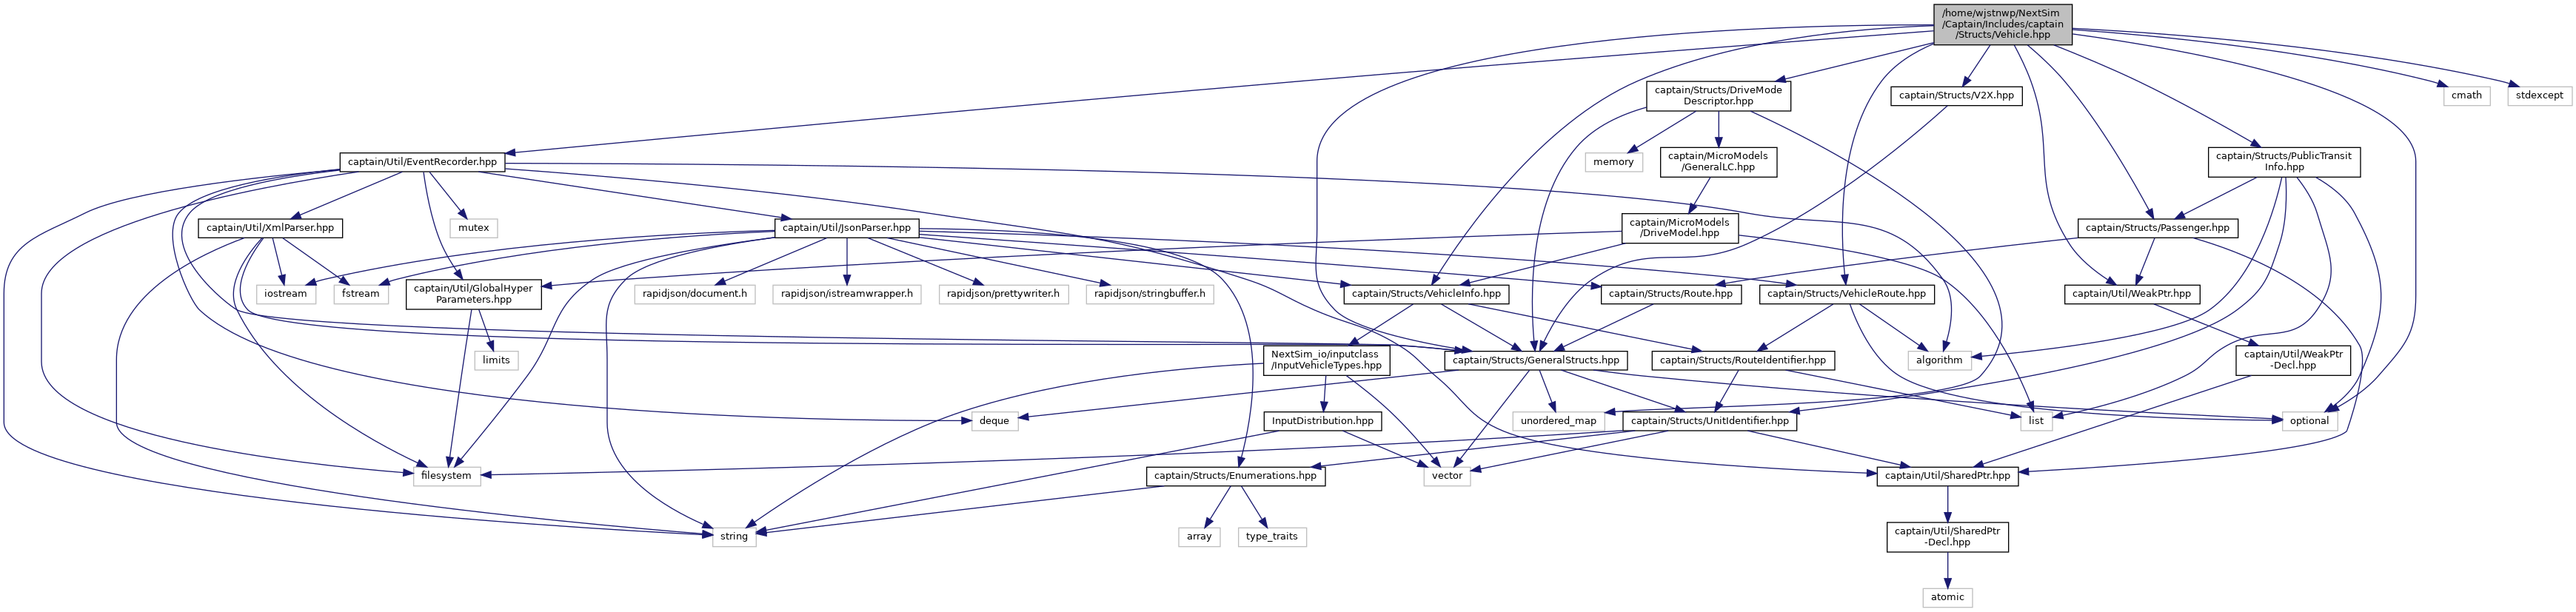 /home/wjstnwp/NextSim
/Captain/Includes/captain
/Structs/Vehicle.hpp
captain/Structs/DriveMode
Descriptor.hpp
captain/Structs/V2X.hpp
cmath
stdexcept
captain/Util/EventRecorder.hpp
memory
captain/MicroModels
/GeneralLC.hpp
captain/Structs/PublicTransit
Info.hpp
captain/Util/XmlParser.hpp
mutex
captain/Util/JsonParser.hpp
captain/MicroModels
/DriveModel.hpp
captain/Structs/Passenger.hpp
iostream
fstream
captain/Util/GlobalHyper
Parameters.hpp
rapidjson/document.h
rapidjson/istreamwrapper.h
rapidjson/prettywriter.h
rapidjson/stringbuffer.h
captain/Structs/VehicleInfo.hpp
captain/Structs/Route.hpp
captain/Structs/VehicleRoute.hpp
captain/Util/WeakPtr.hpp
limits
NextSim_io/inputclass
/InputVehicleTypes.hpp
captain/Structs/GeneralStructs.hpp
captain/Structs/RouteIdentifier.hpp
algorithm
captain/Util/WeakPtr
-Decl.hpp
deque
InputDistribution.hpp
unordered_map
captain/Structs/UnitIdentifier.hpp
list
optional
filesystem
captain/Structs/Enumerations.hpp
vector
captain/Util/SharedPtr.hpp
string
array
type_traits
captain/Util/SharedPtr
-Decl.hpp
atomic